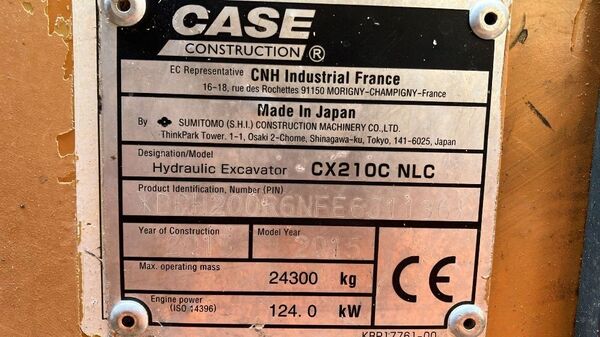 CASE
CONSTRUCTION ®
EC Representative CNH Industrial France
16-18, rue des Rochettes 91150 MORIGNY-CHAMPIGNY-France
Made In Japan
By SUMITOMO (S.H.I.) CONSTRUCTION MACHINERY CO.,LTD.
ThinkPark Tower. 1-1, Osaki 2-Chome, Shinagawa-ku, Tokyo, 141-6025, Japan
Designation/Model
Hydraulic Excavator CX210C NLC
Product Identification, Number (PIN)
Year of Construction Model Year
2015
Max. operating mass
24300 kg
Engine power
(ISO 14396) 124.0 kW
CE
KRP17761-00